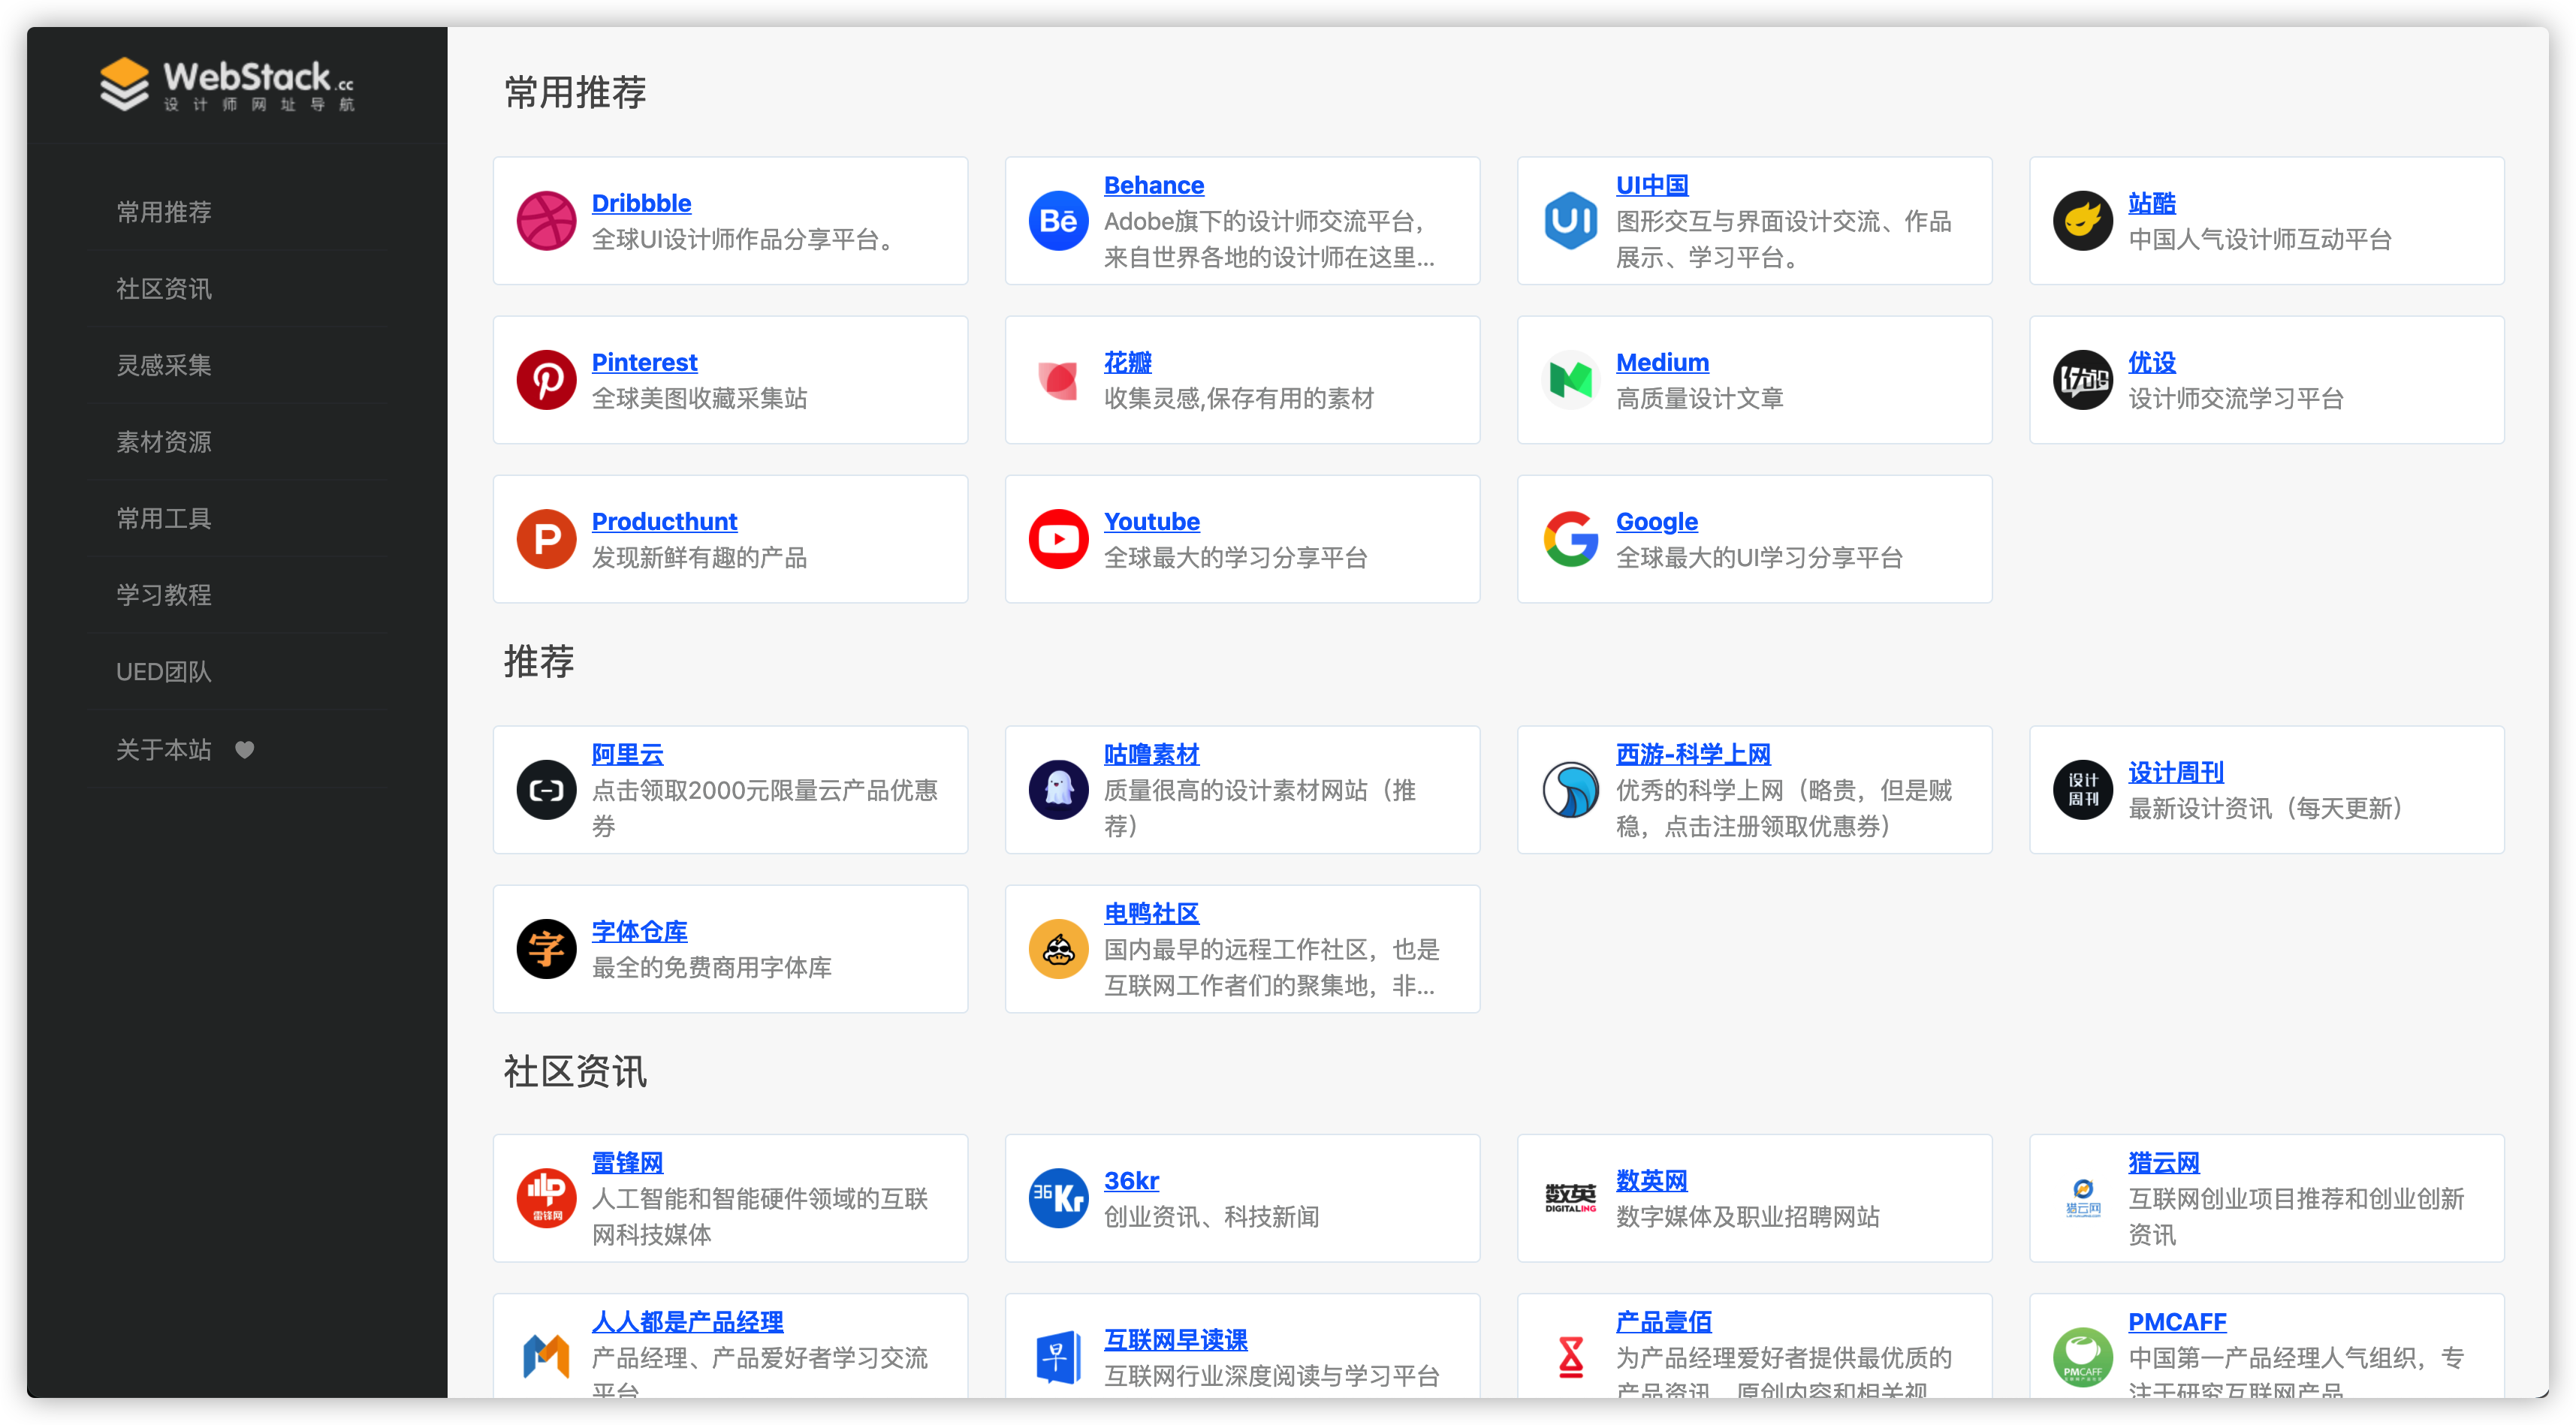 WebStack.cc
设计师网址导航
常用推荐
社区资讯
灵感采集
素材资源
常用工具
学习教程
UED团队
关于本站
常用推荐
Dribbble
全球UI设计师作品分享平台。
Bē
Behance
Adobe旗下的设计师交流平台，
来自世界各地的设计师在这里...
UI
UI中国
图形交互与界面设计交流、作品
展示、学习平台。
站酷
中国人气设计师互动平台
Pinterest
全球美图收藏采集站
花瓣
收集灵感,保存有用的素材
Medium
高质量设计文章
优设
优设
设计师交流学习平台
P
Producthunt
发现新鲜有趣的产品
Youtube
全球最大的学习分享平台
G
Google
全球最大的UI学习分享平台
推荐
阿里云
点击领取2000元限量云产品优惠
券
咕噜素材
质量很高的设计素材网站（推
荐）
西游-科学上网
优秀的科学上网（略贵，但是贼
稳，点击注册领取优惠券）
设计
周刊
设计周刊
最新设计资讯（每天更新）
字
字体仓库
最全的免费商用字体库
电鸭社区
国内最早的远程工作社区，也是
互联网工作者们的聚集地，非...
社区资讯
雷锋网
雷锋网
人工智能和智能硬件领域的互联
网科技媒体
36Kr
36kr
创业资讯、科技新闻
数英
DIGITALING
数英网
数字媒体及职业招聘网站
猎云网
猎云网
互联网创业项目推荐和创业创新
资讯
人人都是产品经理
产品经理、产品爱好者学习交流
平台
早
互联网早读课
互联网行业深度阅读与学习平台
产品壹佰
为产品经理爱好者提供最优质的
产品资讯、原创内容和相关视
PMCAFF
PMCAFF
中国第一产品经理人气组织，专
注于研究互联网产品